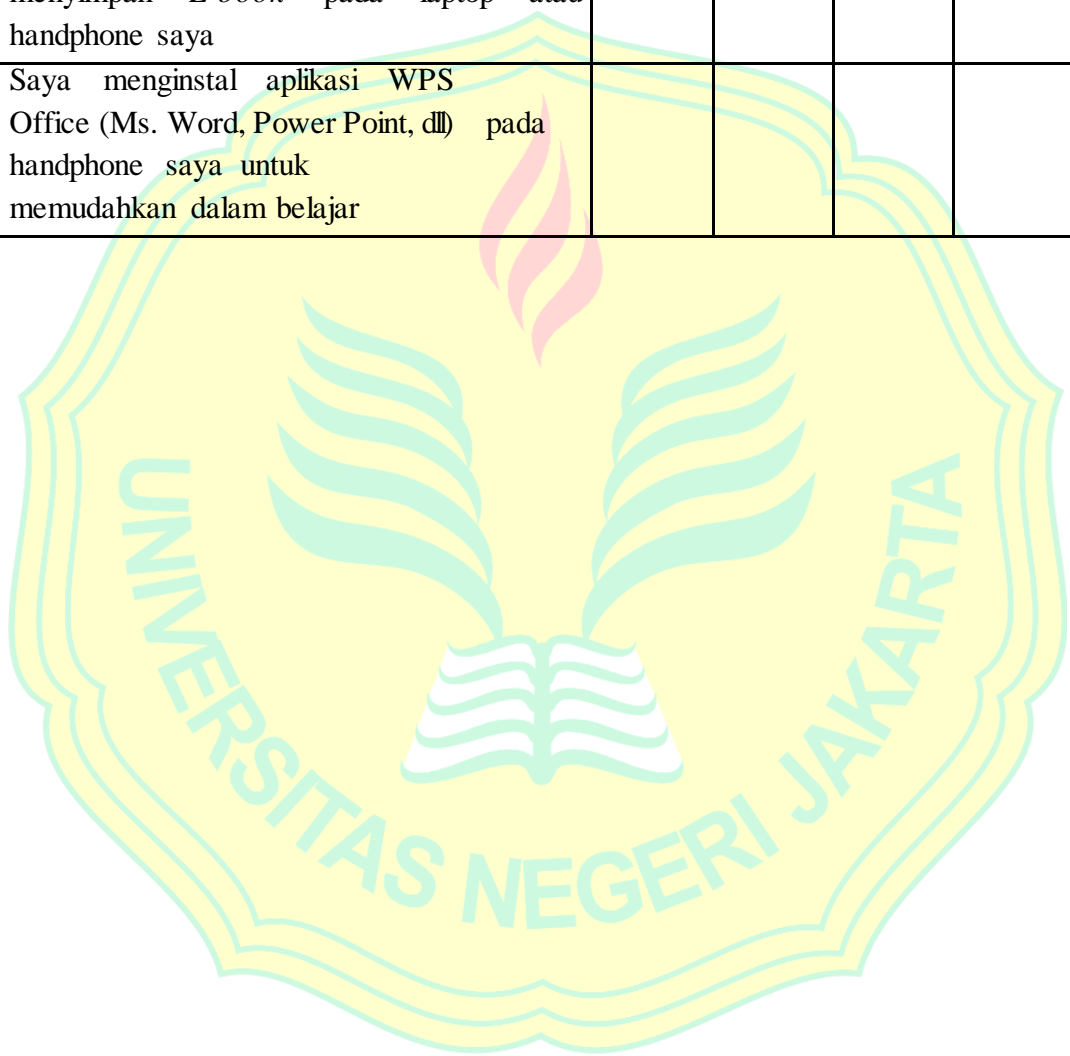 menyimpan E-book pada laptop atau
handphone saya
Saya menginstal aplikasi WPS
Office (Ms. Word, Power Point, dll) pada
handphone saya untuk
memudahkan dalam belajar
UNIVERSITAS NEGERI JAKARTA